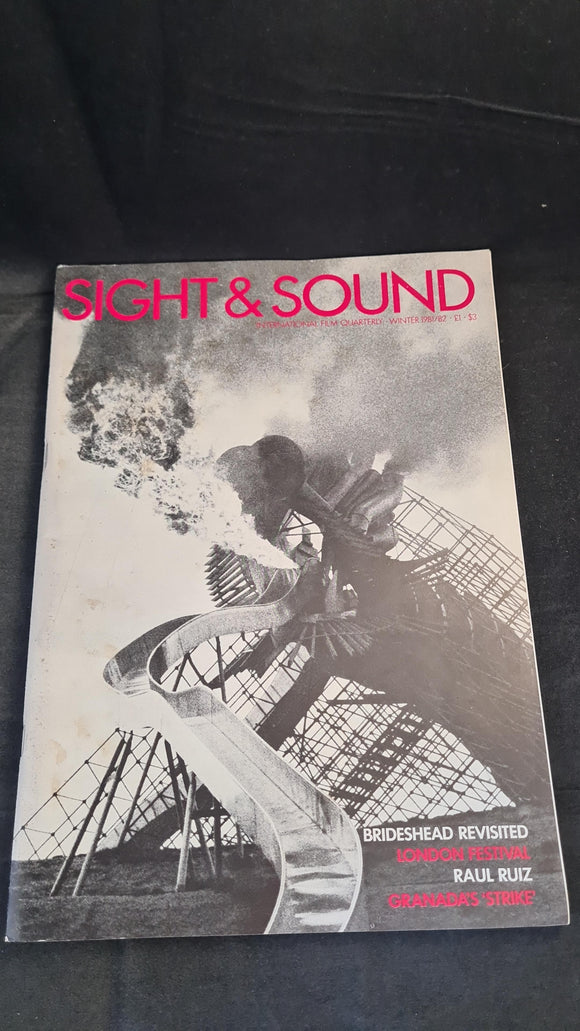 SIGHT & SOUND
INTERNATIONAL FILM QUARTERLY · WINTER 1981/82 · £1 · $3
BRIDESHEAD REVISITED
LONDON FESTIVAL
RAUL RUIZ
GRANADA'S 'STRIKE'